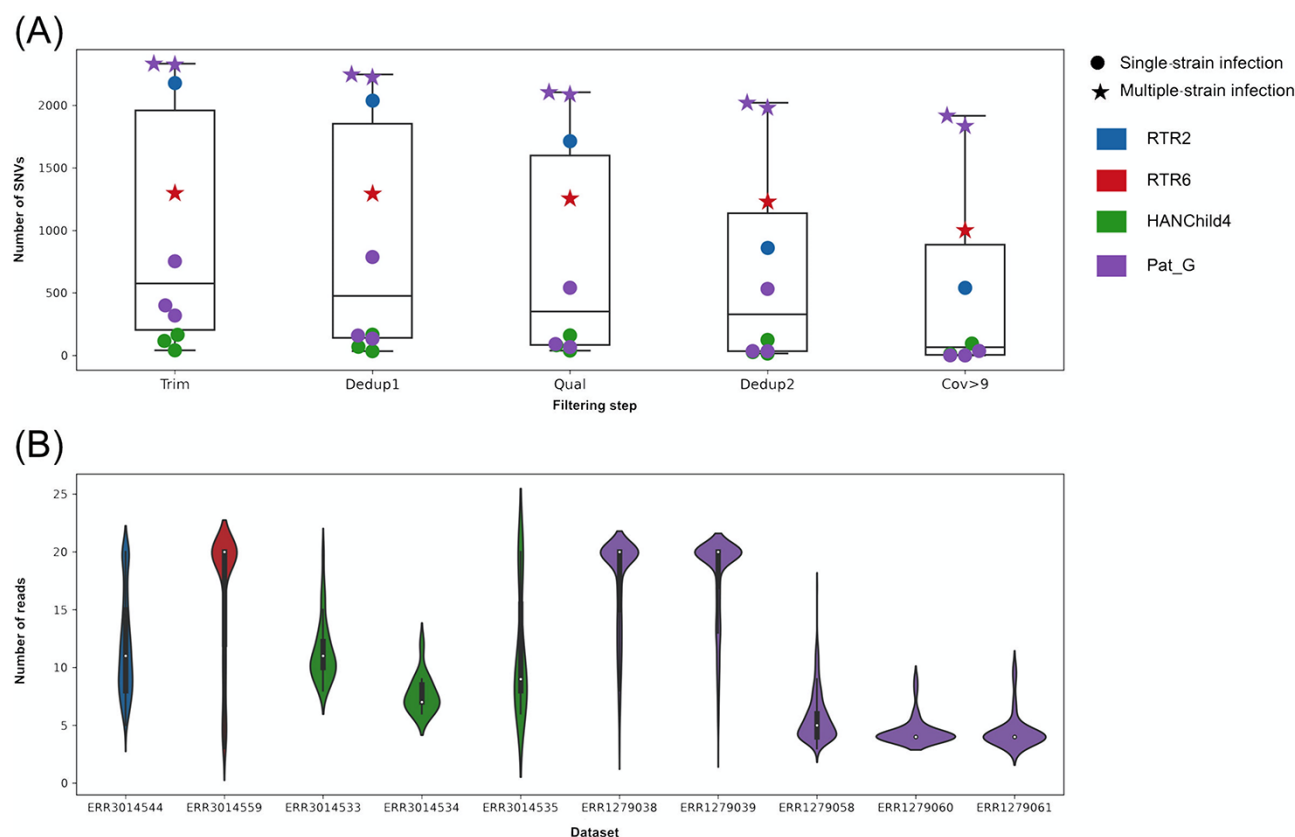 (A)
Number of SNVs
2000
1500
1000
500
0
Trim
Dedup1
Qual
Dedup2
Cov>9
Filtering step
Single-strain infection
Multiple-strain infection
RTR2
RTR6
HANChild4
Pat_G
(B)
Number of reads
25
20
15
10
5
0
ERR3014544
ERR3014559
ERR3014533
ERR3014534
ERR3014535
ERR1279038
ERR1279039
ERR1279058
ERR1279060
ERR1279061
Dataset